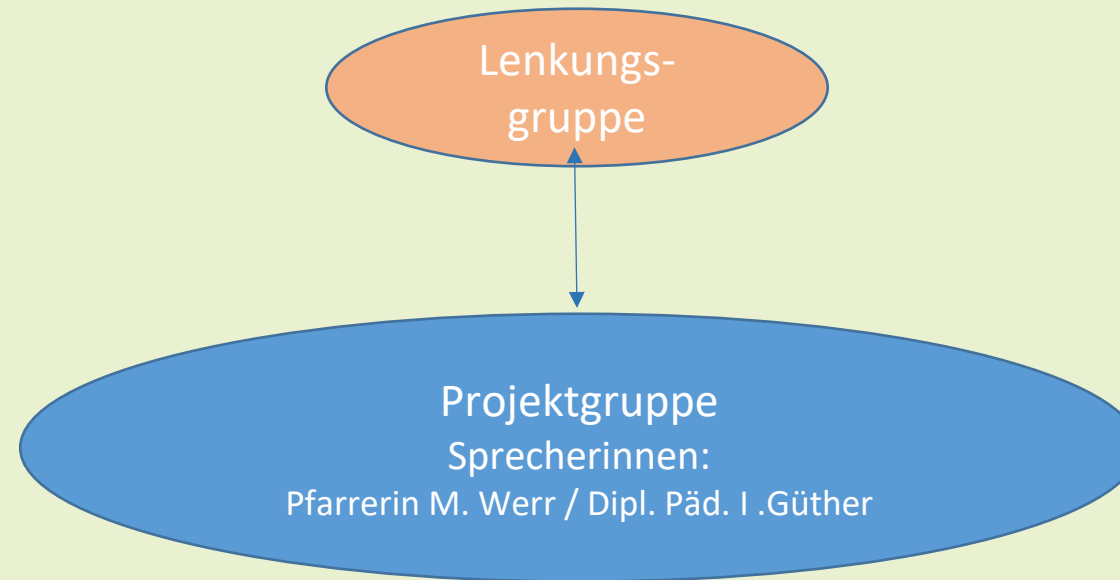 Lenkungs-
gruppe
Projektgruppe
Sprecherinnen:
Pfarrerin M. Werr / Dipl. Päd. I .Güther